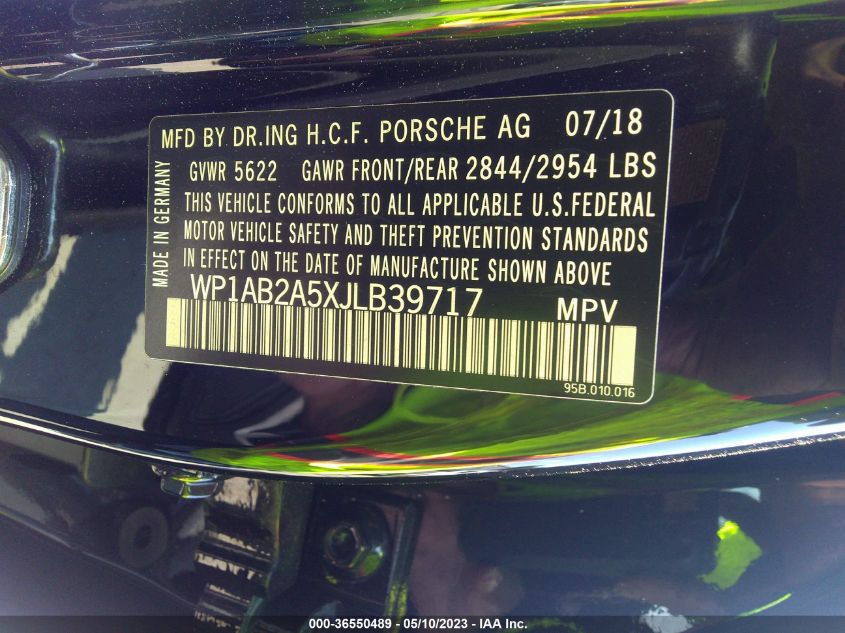 MFD BY DR.ING H.C.F. PORSCHE AG 07/18
GVWR 5622 GAWR FRONT/REAR 2844/2954 LBS
THIS VEHICLE CONFORMS TO ALL APPLICABLE U.S.FEDERAL
MOTOR VEHICLE SAFETY AND THEFT PREVENTION STANDARDS
IN EFFECT ON THE DATE OF MANUFACTURE SHOWN ABOVE
MADE IN GERMANY
WP1AB2A5XJLB39717 MPV
95B.010.016
000-36550489 - 05/10/2023 - IAA Inc.